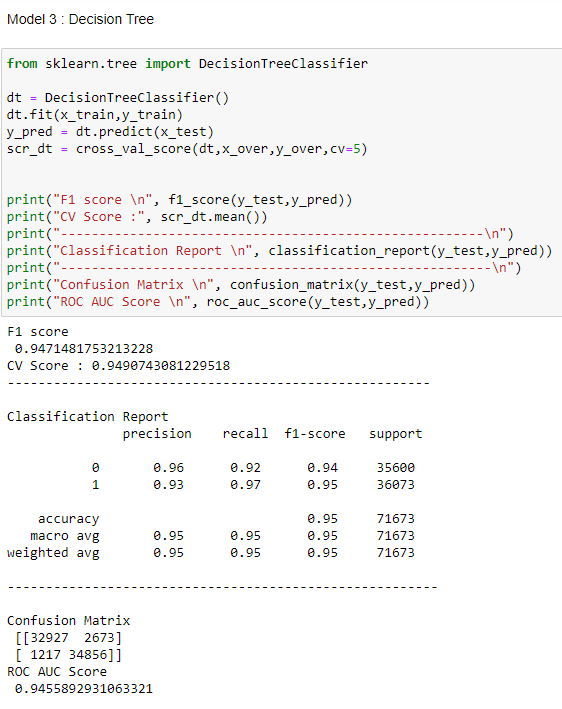 Model 3 : Decision Tree
from sklearn.tree import DecisionTreeClassifier
dt = DecisionTreeClassifier()
dt.fit(x_train,y_train)
y_pred = dt.predict(x_test)
scr_dt = cross_val_score(dt,x_over,y_over,cv=5)
print("F1 score \n", f1_score(y_test,y_pred))
print("CV Score :", scr_dt.mean())
print("-------------------------------------------------------\n")
print("Classification Report \n", classification_report(y_test,y_pred))
print("--------------------------------------------------------\n")
print("Confusion Matrix \n", confusion_matrix(y_test,y_pred))
print("ROC AUC Score \n", roc_auc_score(y_test,y_pred))
F1 score
 0.9471481753213228
CV Score : 0.9490743081229518
-------------------------------------------------------
Classification Report
               precision    recall  f1-score   support
           0       0.96      0.92      0.94     35600
           1       0.93      0.97      0.95     36073
    accuracy                           0.95     71673
   macro avg       0.95      0.95      0.95     71673
weighted avg       0.95      0.95      0.95     71673
--------------------------------------------------------
Confusion Matrix
 [[32927  2673]
 [ 1217 34856]]
ROC AUC Score
 0.9455892931063321